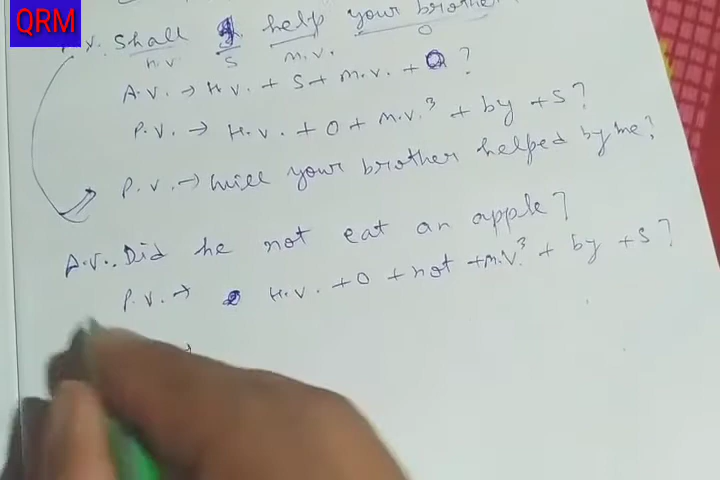 QRM
A.V. Shall I help your brother
H.V. S M.V. O
A.V. → H.V. + S + M.V. + O ?
P.V. → H.V. + O + M.V.³ + by + S ?
P.V. → Will your brother helped by me?
A.V. Did he not eat an apple?
P.V. → H.V. + O + not + M.V.³ + by + S ?